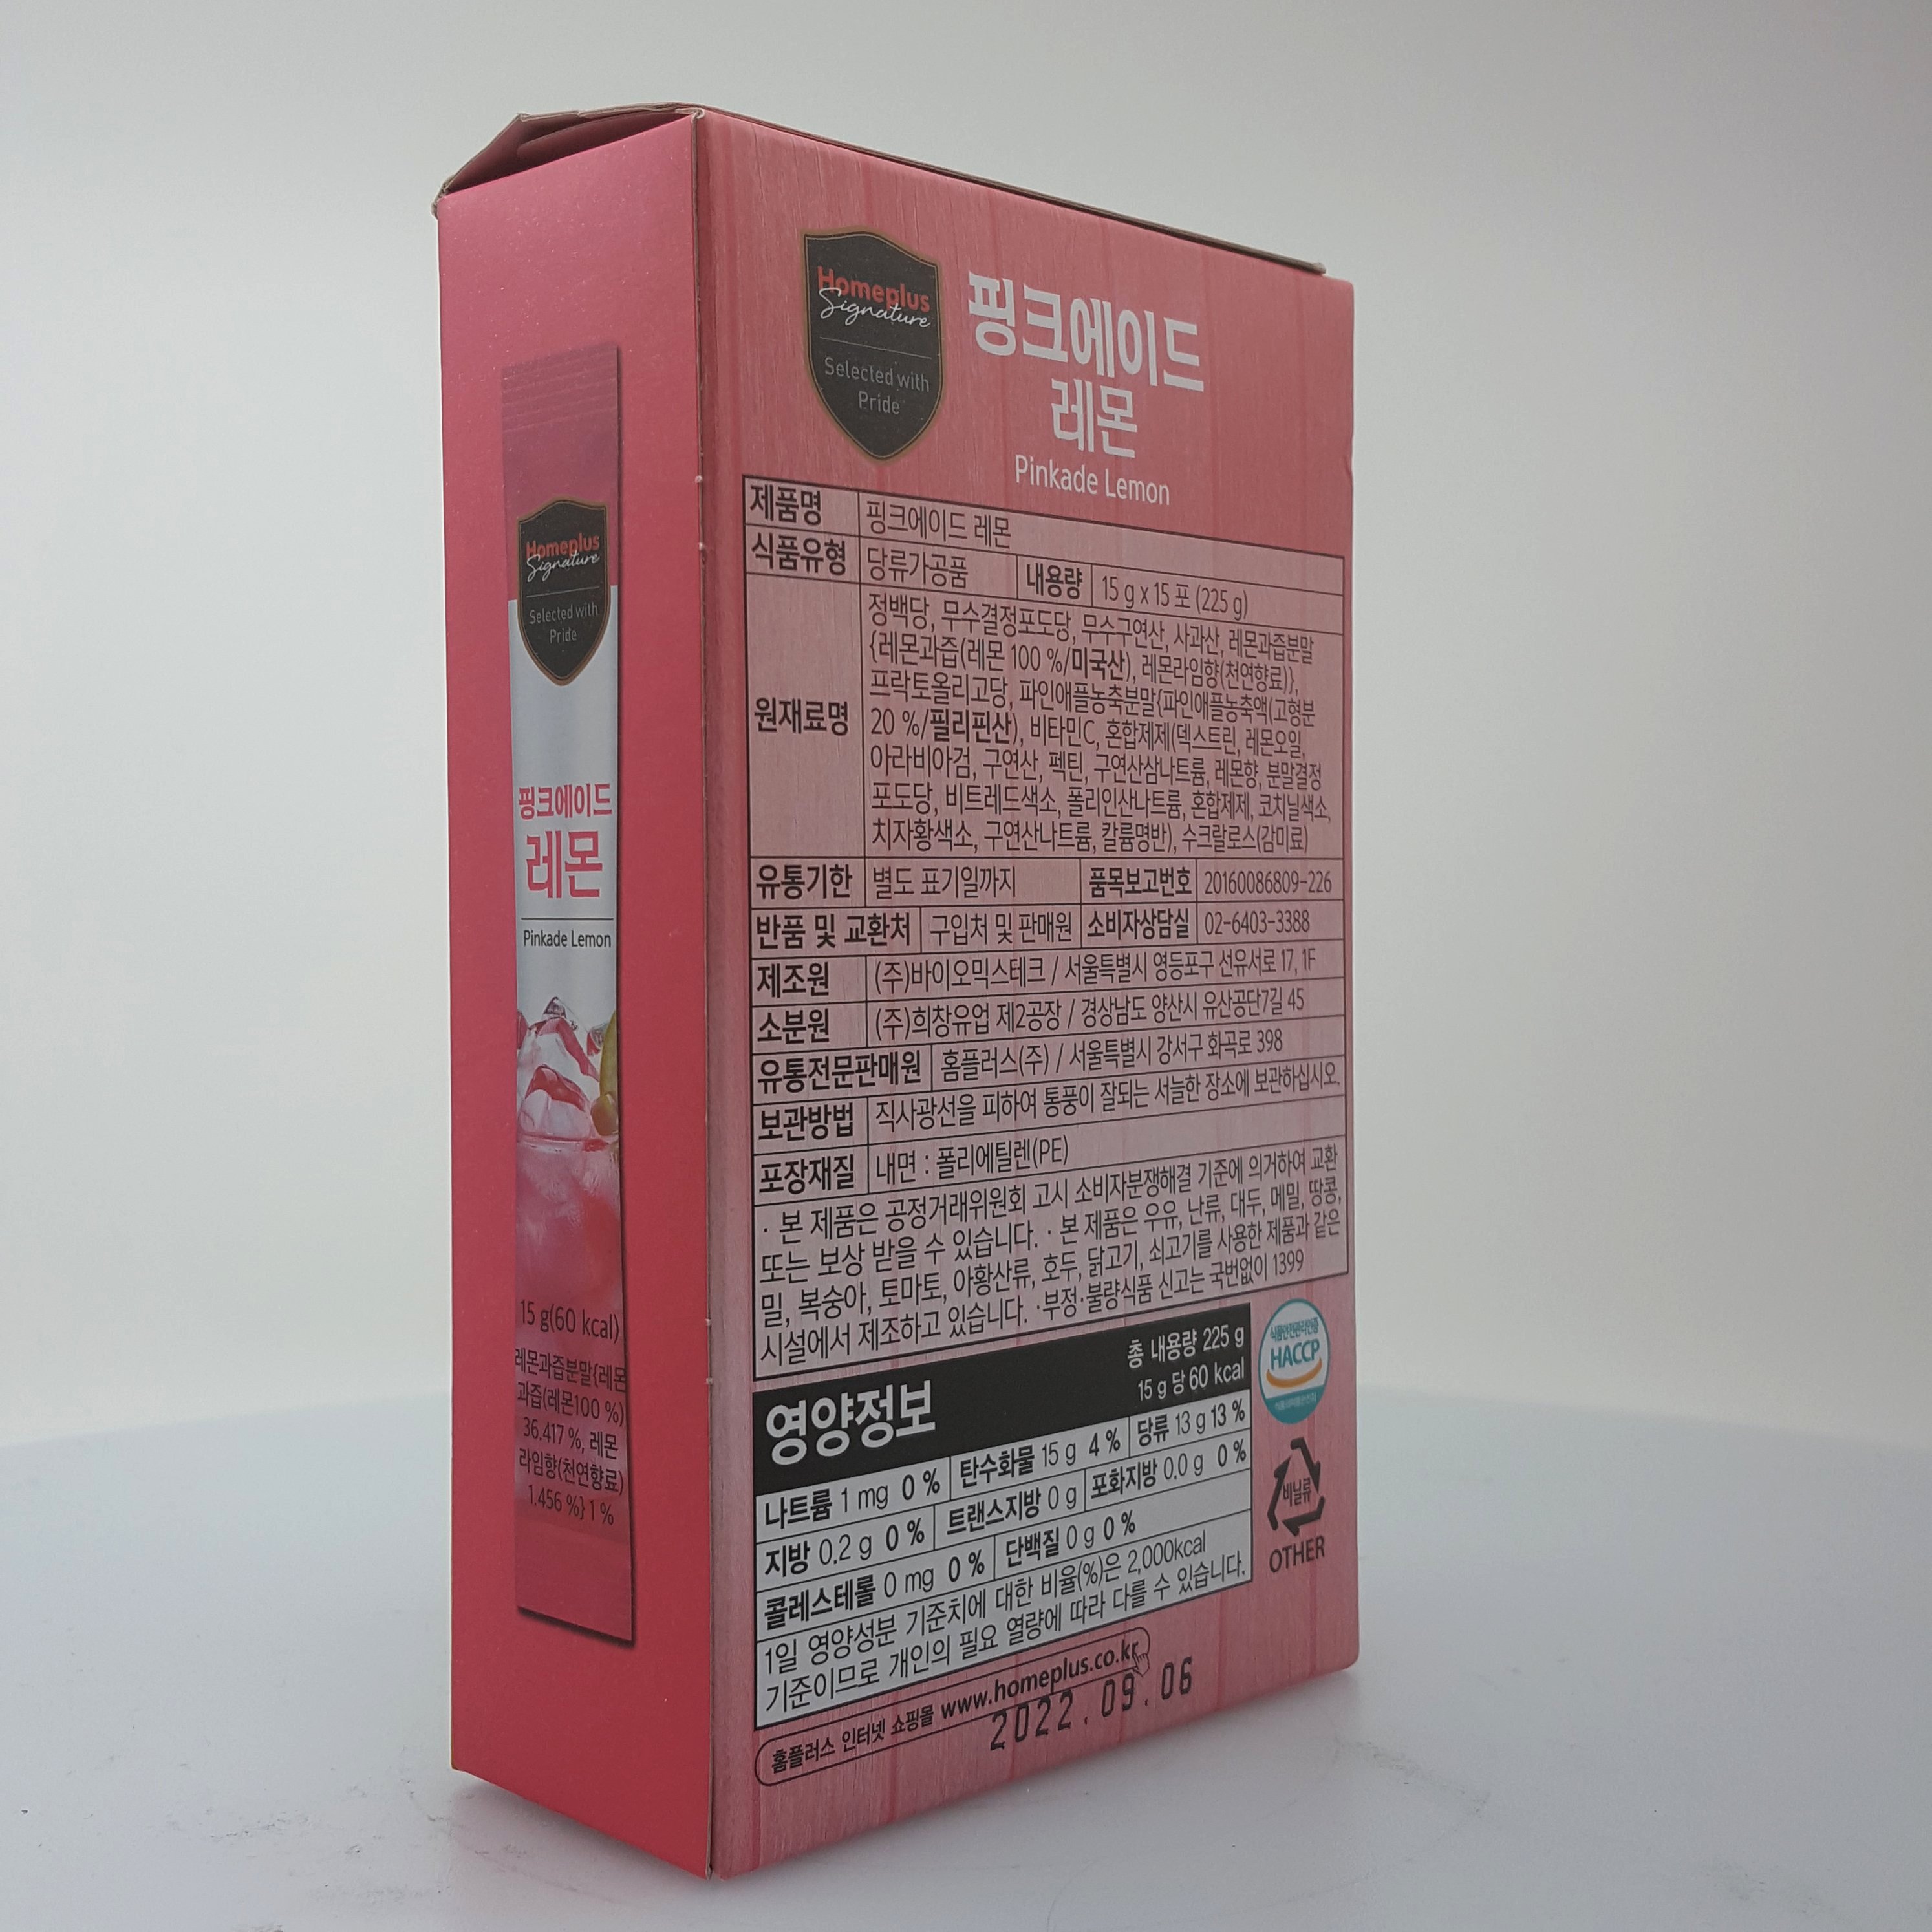 Homeplus
Signature
Selected with
Pride
핑크에이드
레몬
Pinkade Lemon
15 g(60 kcal)
레몬과즙분말{레몬
과즙(레몬100 %)
36.417 %, 레몬
라임향(천연향료)
1.456 %} 1 %
Homeplus
Signature
Selected with
Pride
핑크에이드
레몬
Pinkade Lemon
제품명 핑크에이드 레몬
식품유형 당류가공품 내용량 15 g x 15 포 (225 g)
원재료명
정백당, 무수결정포도당, 무수구연산, 사과산, 레몬과즙분말
{레몬과즙(레몬 100 %/미국산), 레몬라임향(천연향료)},
프락토올리고당, 파인애플농축분말{파인애플농축액(고형분
20 %/필리핀산), 비타민C, 혼합제제(덱스트린, 레몬오일,
아라비아검, 구연산, 펙틴, 구연산삼나트륨, 레몬향, 분말결정
포도당, 비트레드색소, 폴리인산나트륨, 혼합제제, 코치닐색소,
치자황색소, 구연산나트륨, 칼륨명반), 수크랄로스(감미료)
유통기한 별도 표기일까지 품목보고번호 20160086809-226
반품 및 교환처 구입처 및 판매원 소비자상담실 02-6403-3388
제조원 (주)바이오믹스테크 / 서울특별시 영등포구 선유서로 17, 1F
소분원 (주)희창유업 제2공장 / 경상남도 양산시 유산공단7길 45
유통전문판매원 홈플러스(주) / 서울특별시 강서구 화곡로 398
보관방법 직사광선을 피하여 통풍이 잘되는 서늘한 장소에 보관하십시오.
포장재질 내면 : 폴리에틸렌(PE)
· 본 제품은 공정거래위원회 고시 소비자분쟁해결 기준에 의거하여 교환
또는 보상 받을 수 있습니다. · 본 제품은 우유, 난류, 대두, 메밀, 땅콩,
밀, 복숭아, 토마토, 아황산류, 호두, 닭고기, 쇠고기를 사용한 제품과 같은
시설에서 제조하고 있습니다. ·부정·불량식품 신고는 국번없이 1399
영양정보
총 내용량 225 g
15 g 당 60 kcal
나트륨 1 mg 0 % 탄수화물 15 g 4 % 당류 13 g 13 %
지방 0.2 g 0 % 트랜스지방 0 g 포화지방 0.0 g 0 %
콜레스테롤 0 mg 0 % 단백질 0 g 0 %
1일 영양성분 기준치에 대한 비율(%)은 2,000kcal
기준이므로 개인의 필요 열량에 따라 다를 수 있습니다.
식품안전관리인증
HACCP
비닐류
OTHER
홈플러스 인터넷 쇼핑몰 www.homeplus.co.kr
2022.09.06